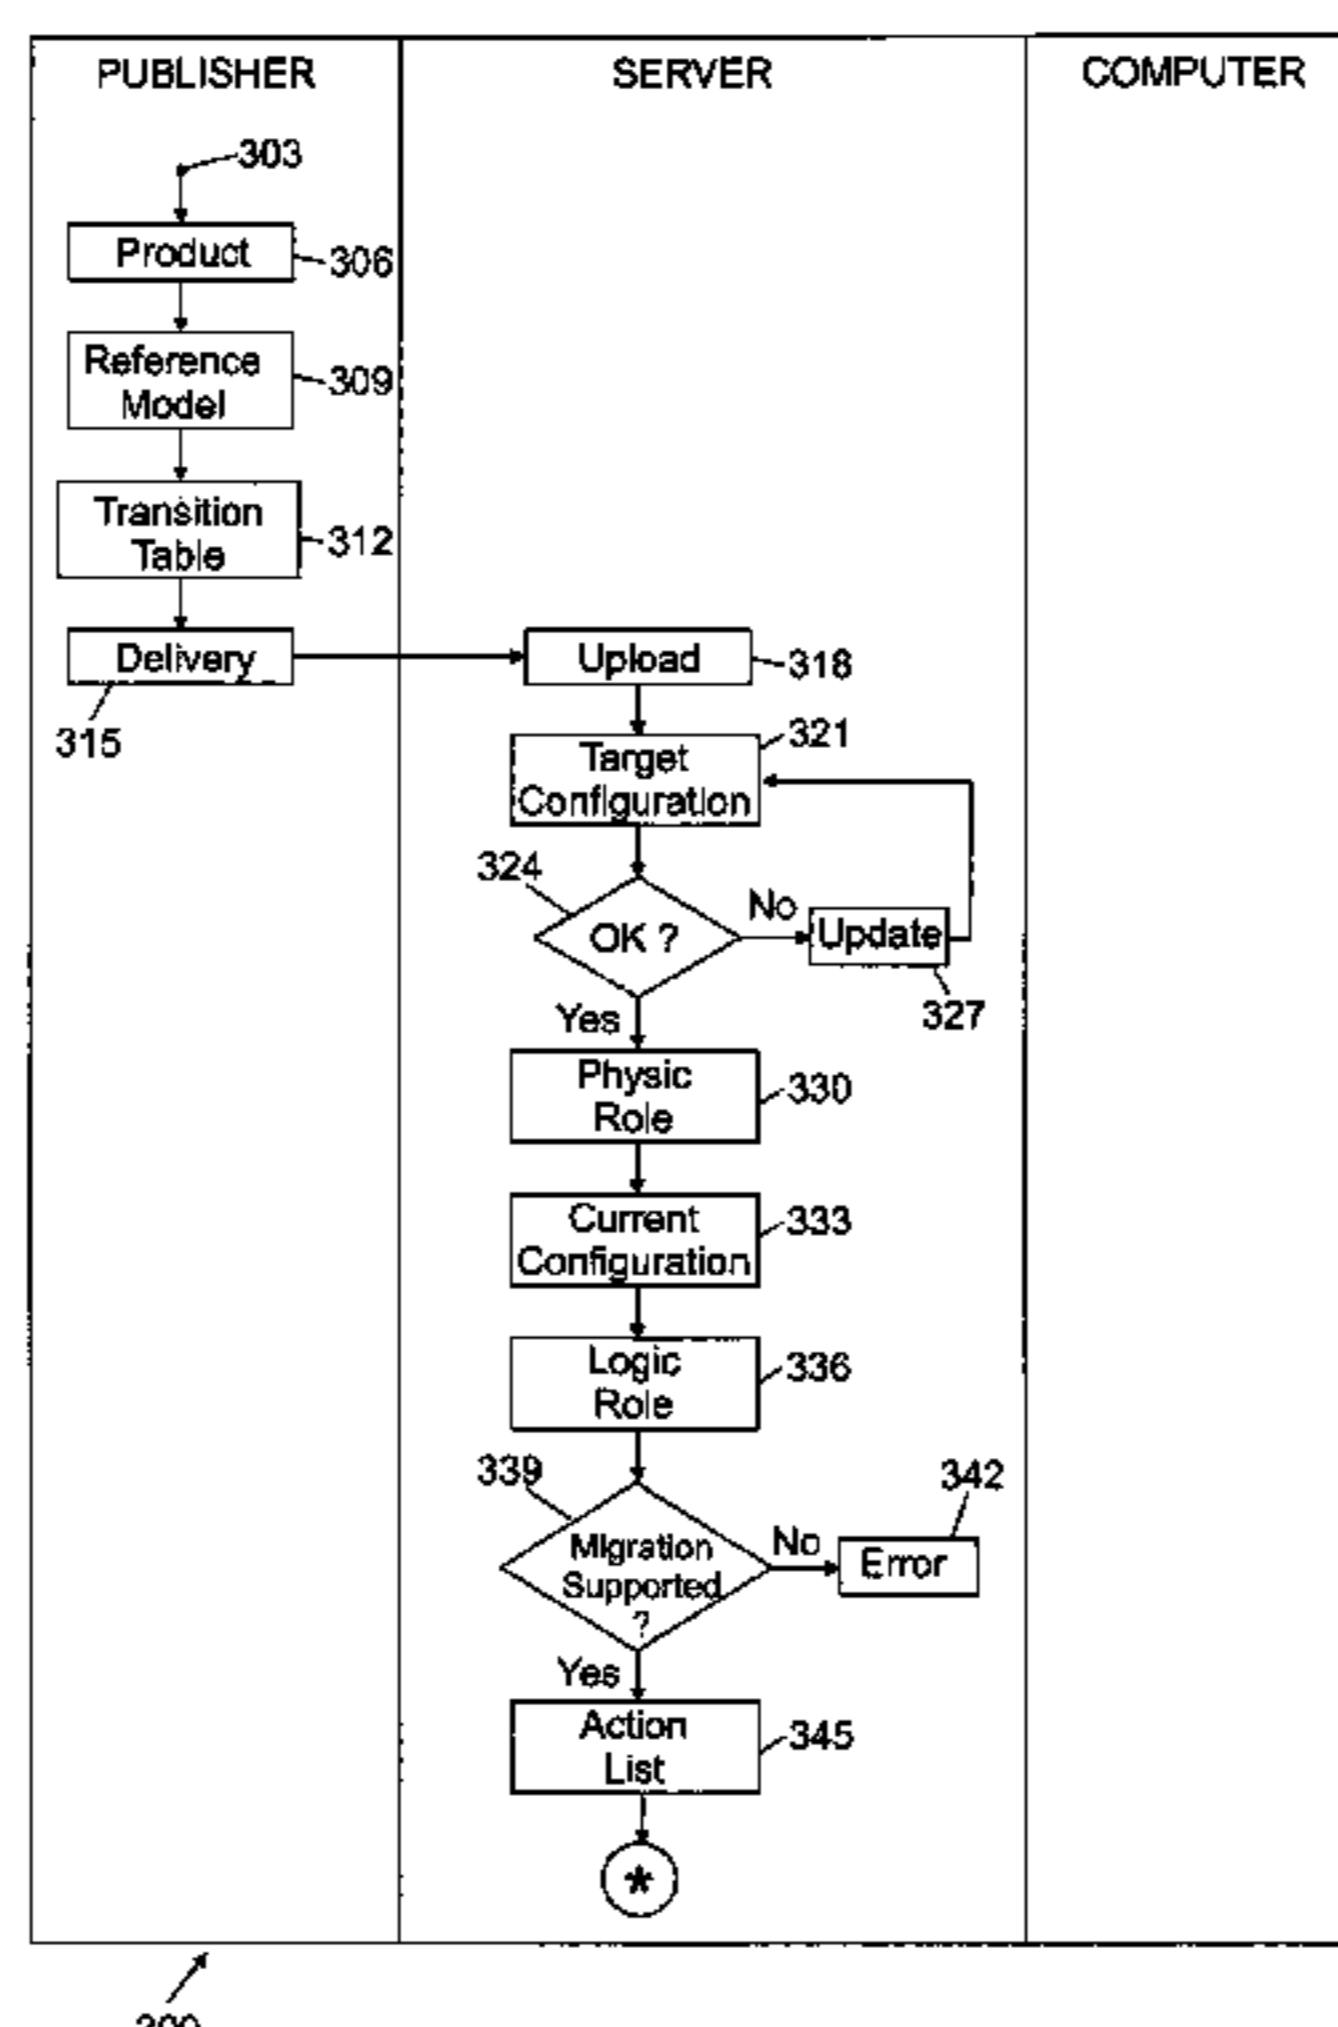 PUBLISHER
SERVER
COMPUTER
303
Product
306
Reference
Model
309
Transition
Table
312
Delivery
315
Upload
318
321
Target
Configuration
324
OK ?
No
Update
327
Yes
Physic
Role
330
Current
Configuration
333
Logic
Role
336
339
Migration
Supported
?
No
342
Error
Yes
Action
List
345
*